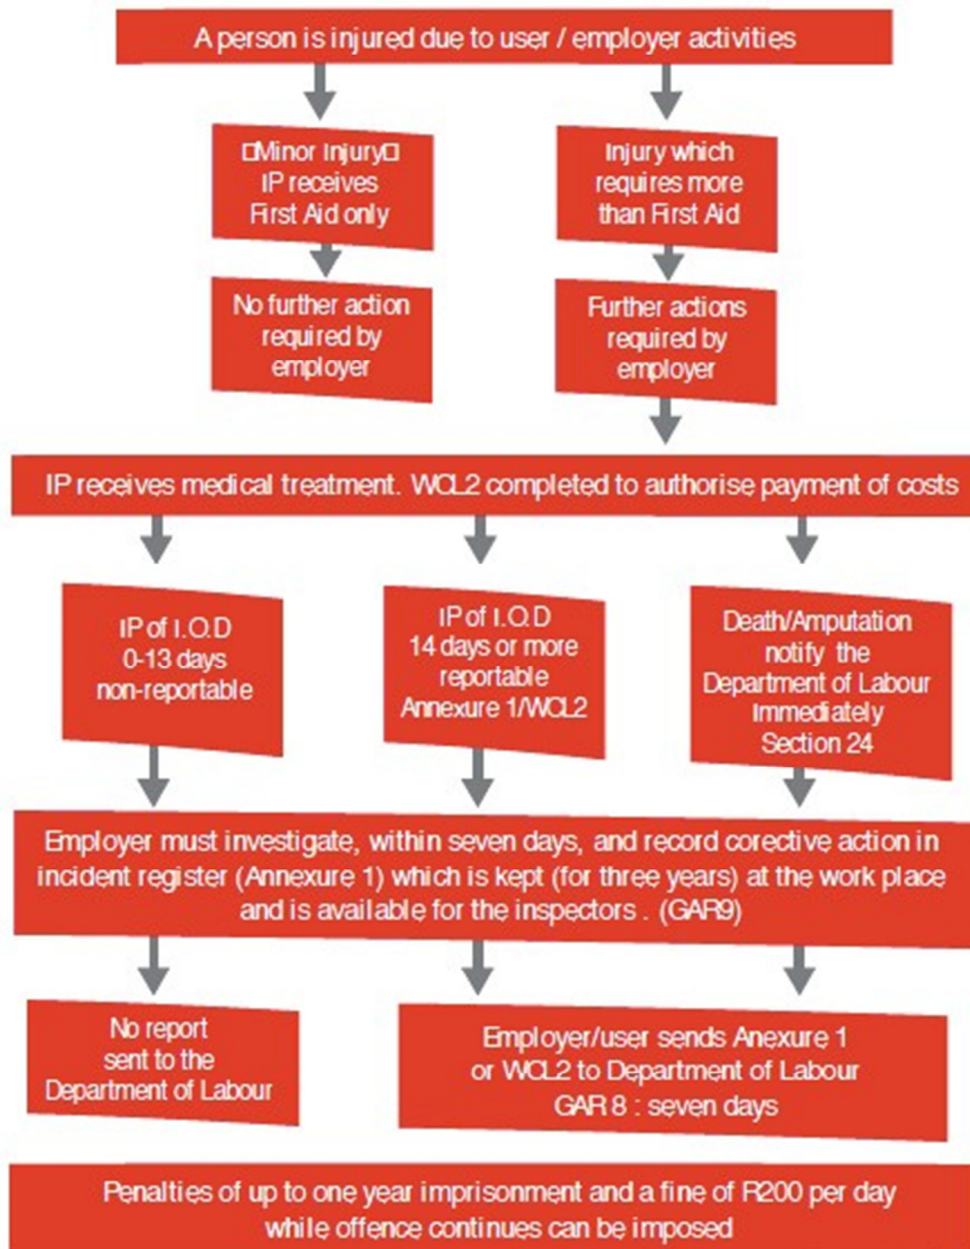 A person is injured due to user / employer activities
□Minor Injury□
IP receives
First Aid only
Injury which
requires more
than First Aid
No further action
required by
employer
Further actions
required by
employer
IP receives medical treatment. WCL2 completed to authorise payment of costs
IP of I.O.D
0-13 days
non-reportable
IP of I.O.D
14 days or more
reportable
Annexure 1/WCL2
Death/Amputation
notify the
Department of Labour
Immediately
Section 24
Employer must investigate, within seven days, and record corective action in
incident register (Annexure 1) which is kept (for three years) at the work place
and is available for the inspectors . (GAR9)
No report
sent to the
Department of Labour
Employer/user sends Anexure 1
or WCL2 to Department of Labour
GAR 8 : seven days
Penalties of up to one year imprisonment and a fine of R200 per day
while offence continues can be imposed